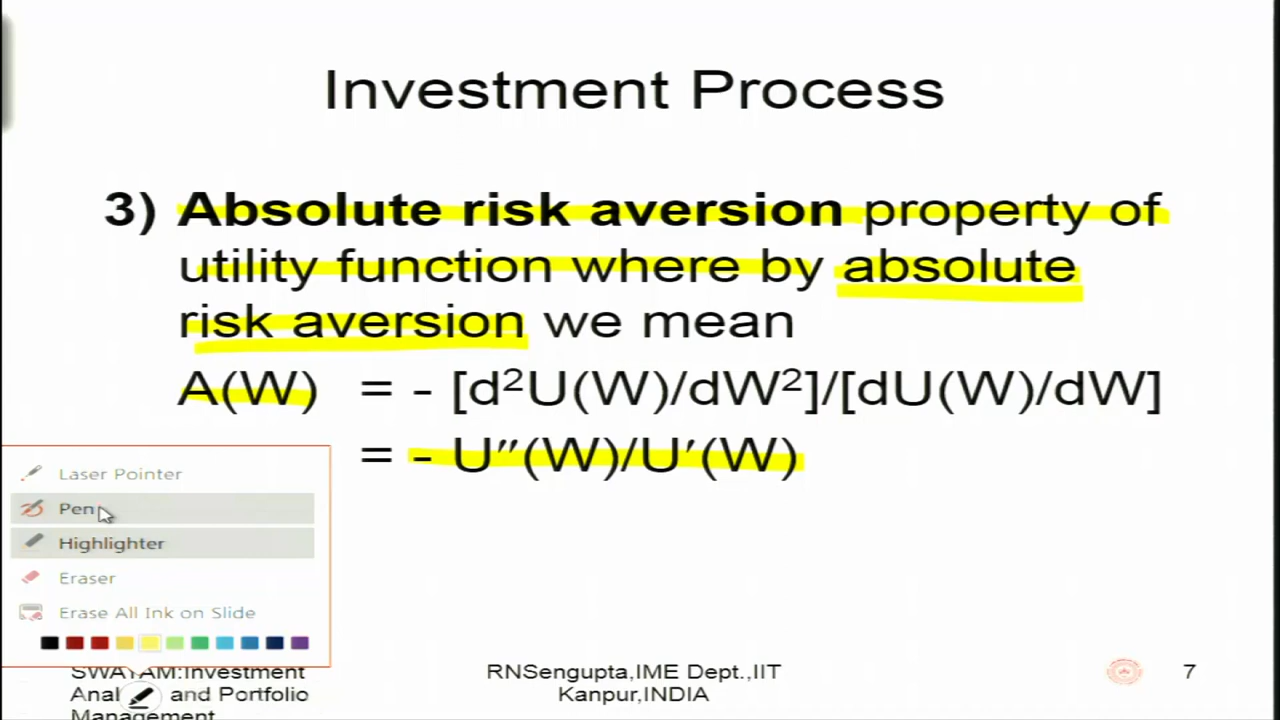 Investment Process
3) Absolute risk aversion property of
utility function where by absolute
risk aversion we mean
A(W) = - [d²U(W)/dW²]/[dU(W)/dW]
= - U′′(W)/U′(W)
Laser Pointer
Pen
Highlighter
Eraser
Erase All Ink on Slide
SWAYAM:Investment
Anal and Portfolio
Management
RNSengupta,IME Dept.,IIT
Kanpur,INDIA
7